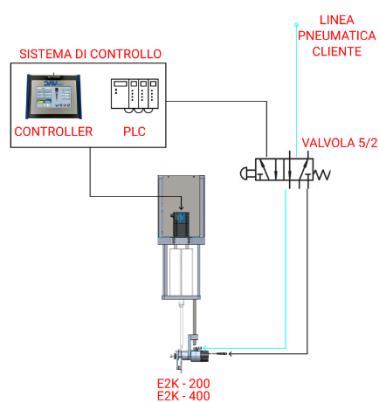 LINEA
PNEUMATICA
CLIENTE
SISTEMA DI CONTROLLO
CONTROLLER
PLC
VALVOLA 5/2
E2K - 200
E2K - 400